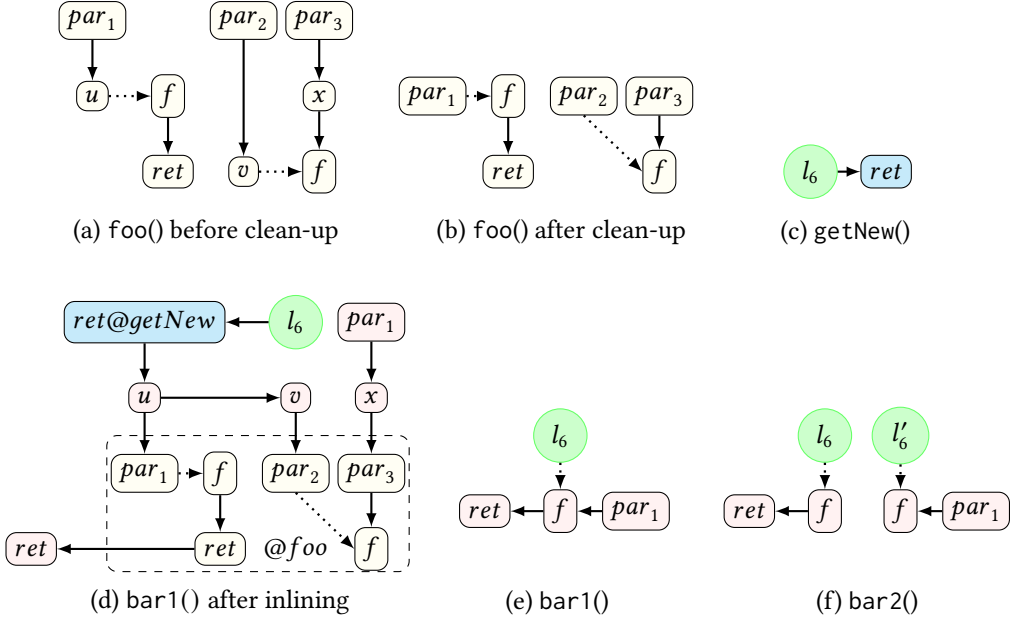 par₁ par₂ par₃
u f x
ret v f
(a) foo() before clean-up
par₁ f par₂ par₃
ret f
(b) foo() after clean-up
l₆ ret
(c) getNew()
ret@getNew l₆ par₁
u v x
par₁ f par₂ par₃
ret ret @foo f
(d) bar1() after inlining
l₆
ret f par₁
(e) bar1()
l₆ l′₆
ret f f par₁
(f) bar2()